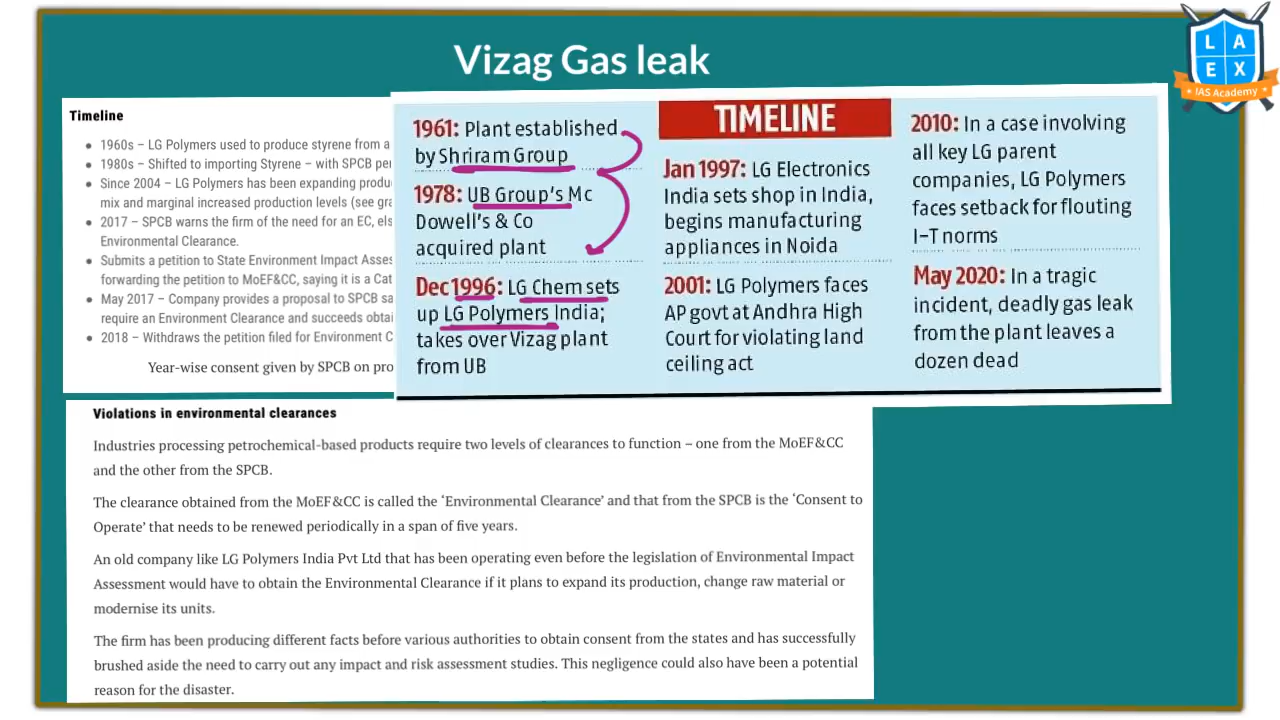 Vizag Gas leak
L A
E X
IAS Academy
Timeline
1960s – LG Polymers used to produce styrene from a
1980s – Shifted to importing Styrene – with SPCB
Since 2004 – LG Polymers has been expanding
mix and marginal increased production levels (see
2017 – SPCB warns the firm of the need for an EC,
Environmental Clearance.
Submits a petition to State Environment Impact
forwarding the petition to MoEF&CC, saying it is a
May 2017 – Company provides a proposal to SPCB
require an Environment Clearance and succeeds
2018 – Withdraws the petition filed for Environment C
Year-wise consent given by SPCB on
1961: Plant established
by Shriram Group
1978: UB Group's Mc
Dowell's & Co
acquired plant
Dec 1996: LG Chem sets
up LG Polymers India;
takes over Vizag plant
from UB
TIMELINE
Jan 1997: LG Electronics
India sets shop in India,
begins manufacturing
appliances in Noida
2001: LG Polymers faces
AP govt at Andhra High
Court for violating land
ceiling act
2010: In a case involving
all key LG parent
companies, LG Polymers
faces setback for flouting
I-T norms
May 2020: In a tragic
incident, deadly gas leak
from the plant leaves a
dozen dead
Violations in environmental clearances
Industries processing petrochemical-based products require two levels of clearances to function – one from the MoEF&CC
and the other from the SPCB.
The clearance obtained from the MoEF&CC is called the 'Environmental Clearance' and that from the SPCB is the 'Consent to
Operate' that needs to be renewed periodically in a span of five years.
An old company like LG Polymers India Pvt Ltd that has been operating even before the legislation of Environmental Impact
Assessment would have to obtain the Environmental Clearance if it plans to expand its production, change raw material or
modernise its units.
The firm has been producing different facts before various authorities to obtain consent from the states and has successfully
brushed aside the need to carry out any impact and risk assessment studies. This negligence could also have been a potential
reason for the disaster.